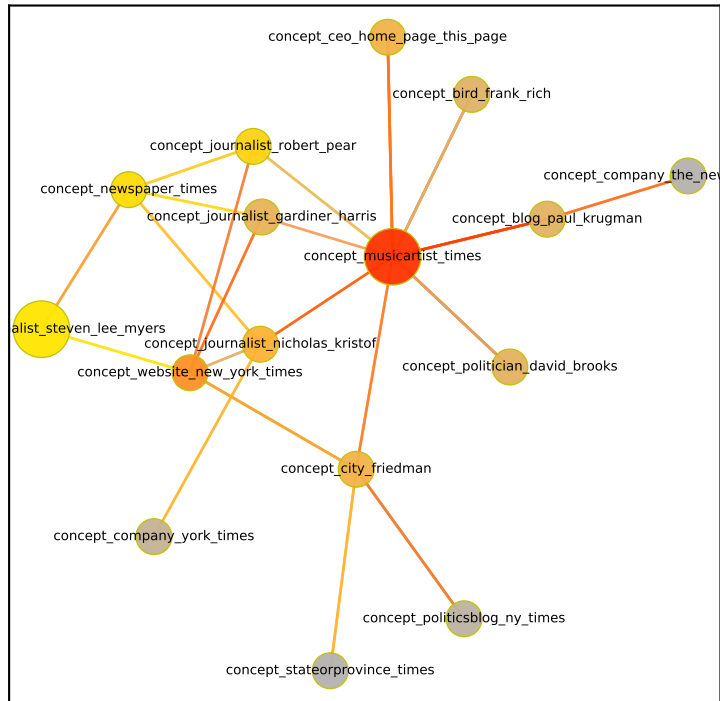 concept_ceo_home_page_this_page
concept_bird_frank_rich
concept_journalist_robert_pear
concept_company_the_new
concept_newspaper_times
concept_journalist_gardiner_harris
concept_blog_paul_krugman
concept_musicartist_times
alist_steven_lee_myers
concept_journalist_nicholas_kristof
concept_politician_david_brooks
concept_website_new_york_times
concept_city_friedman
concept_company_york_times
concept_politicsblog_ny_times
concept_stateorprovince_times